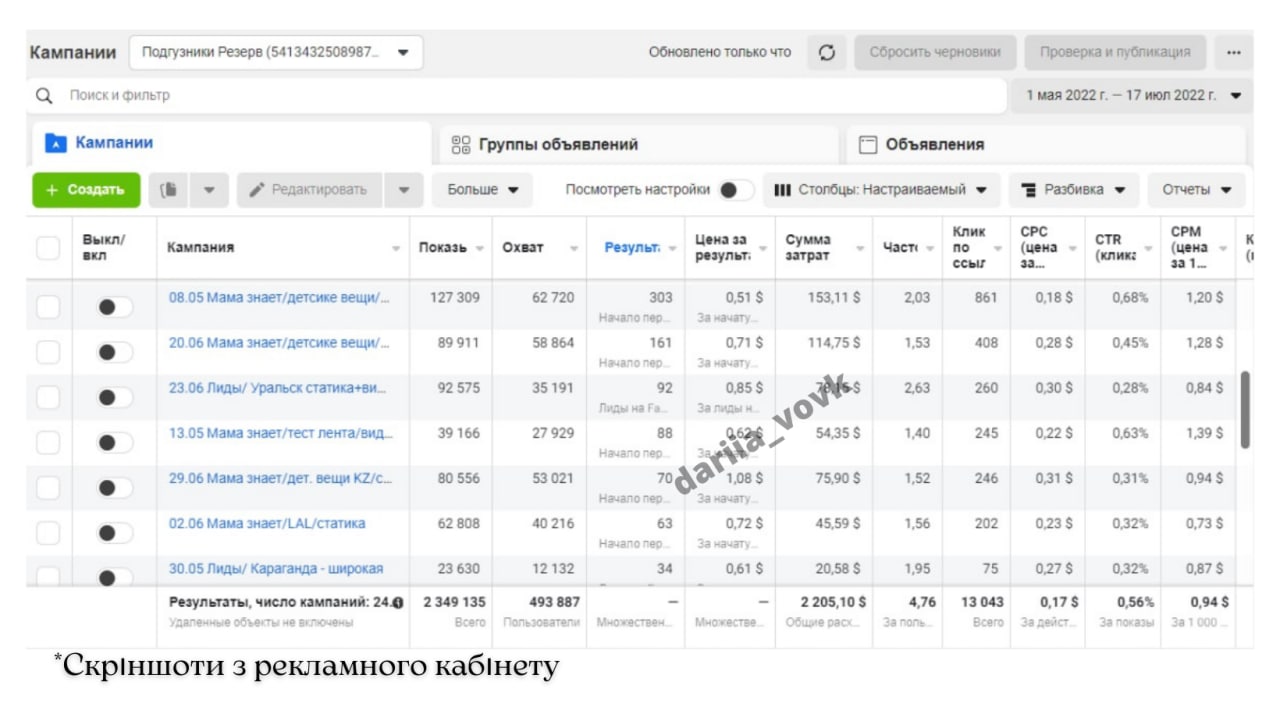 Кампании Подгузники Резерв (5413432508987... Обновлено только что Сбросить черновики Проверка и публикация ...
Поиск и фильтр 1 мая 2022 г. — 17 июл 2022 г.
Кампании Группы объявлений Объявления
+ Создать Редактировать Больше Посмотреть настройки Столбцы: Настраиваемый Разбивка Отчеты
Выкл/ вкл Кампания Показы Охват Результ: Цена за результ: Сумма затрат Часто Клик по ссыл CPC (цена за... CTR (клика CPM (цена за 1... К (
08.05 Мама знает/детсике вещи/... 127 309 62 720 303 0,51 $ 153,11 $ 2,03 861 0,18 $ 0,68% 1,20 $
Начало пер... За начату...
20.06 Мама знает/детсике вещи/... 89 911 58 864 161 0,71 $ 114,75 $ 1,53 408 0,28 $ 0,45% 1,28 $
Начало пер... За начату...
23.06 Лиды/ Уральск статика+ви... 92 575 35 191 92 0,85 $ 78,15 $ 2,63 260 0,30 $ 0,28% 0,84 $
Лиды на Fa... За лиды н...
13.05 Мама знает/тест лента/вид... 39 166 27 929 88 0,62 $ 54,35 $ 1,40 245 0,22 $ 0,63% 1,39 $
Начало пер... За начату...
dariia_vovk
29.06 Мама знает/дет. вещи KZ/с... 80 556 53 021 70 1,08 $ 75,90 $ 1,52 246 0,31 $ 0,31% 0,94 $
Начало пер... За начату...
02.06 Мама знает/LAL/статика 62 808 40 216 63 0,72 $ 45,59 $ 1,56 202 0,23 $ 0,32% 0,73 $
Начало пер... За начату...
30.05 Лиды/ Караганда - широкая 23 630 12 132 34 0,61 $ 20,58 $ 1,95 75 0,27 $ 0,32% 0,87 $
Результаты, число кампаний: 24. 2 349 135 493 887 — — 2 205,10 $ 4,76 13 043 0,17 $ 0,56% 0,94 $
Удаленные объекты не включены Всего Пользователи Множествен... Множестве... Общие расх... За поль... Всего За дейст... За показы За 1 000 ...
*Скріншоти з рекламного кабінету